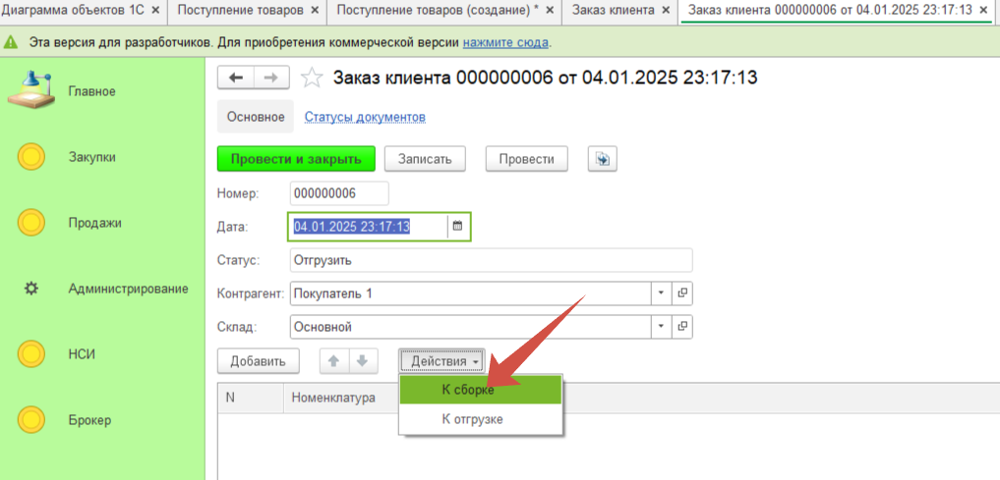 Диаграмма объектов 1С × Поступление товаров × Поступление товаров (создание) * × Заказ клиента × Заказ клиента 000000006 от 04.01.2025 23:17:13 ×
Эта версия для разработчиков. Для приобретения коммерческой версии нажмите сюда.
Главное
Закупки
Продажи
Администрирование
НСИ
Брокер
Заказ клиента 000000006 от 04.01.2025 23:17:13
Основное Статусы документов
Провести и закрыть Записать Провести
Номер: 000000006
Дата: 04.01.2025 23:17:13
Статус: Отгрузить
Контрагент: Покупатель 1
Склад: Основной
Добавить Действия
К сборке
К отгрузке
N Номенклатура